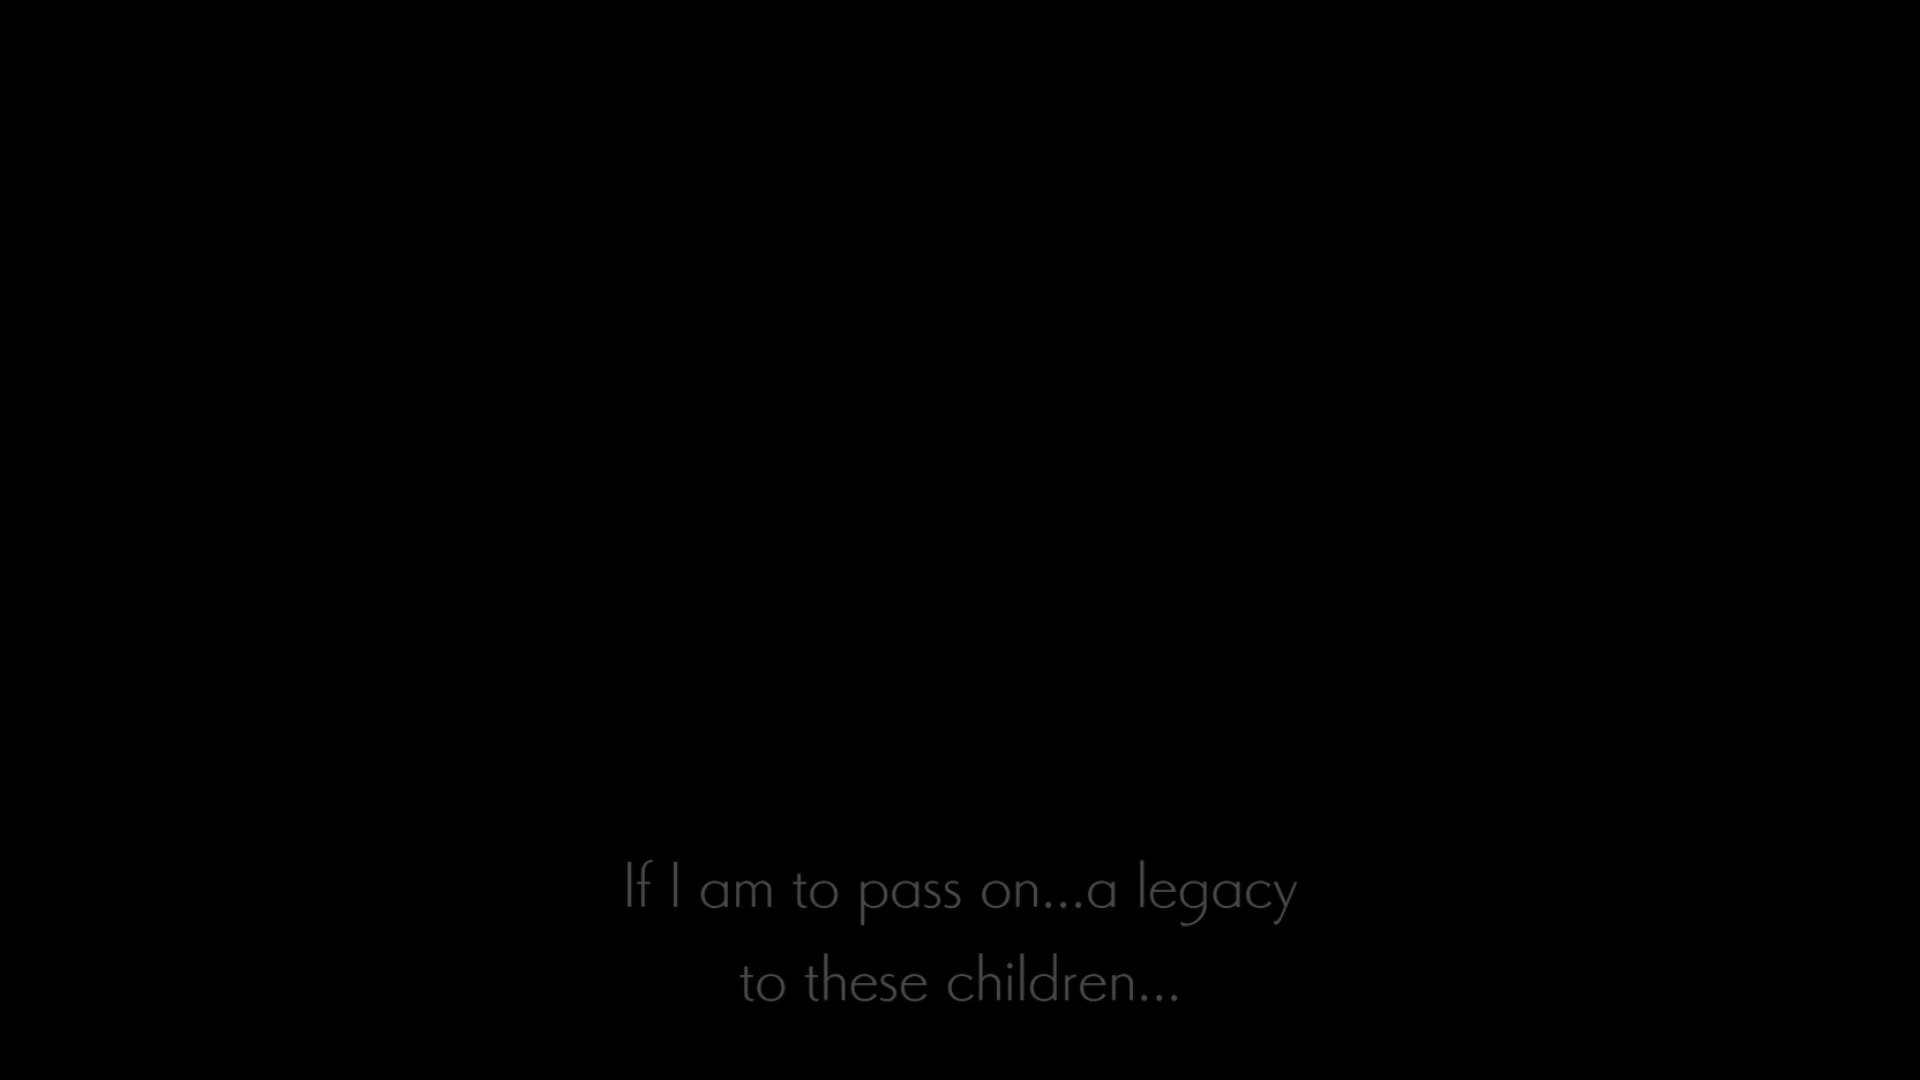 If I am to pass on...a legacy
to these children...